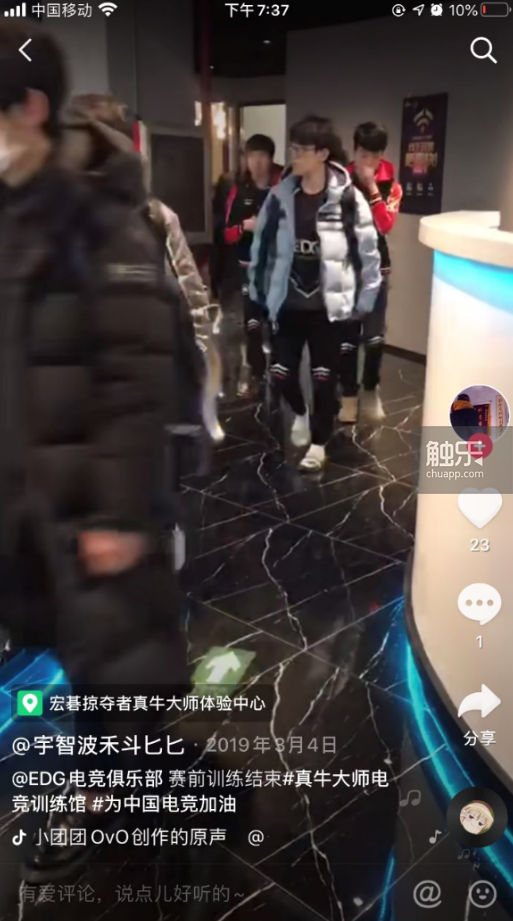 中国移动
下午7:37
10%
EDG
触乐
chuapp.com
23
1
分享
宏碁掠夺者真牛大师体验中心
@宇智波禾斗匕匕 · 2019年3月4日
@EDG电竞俱乐部 赛前训练结束#真牛大师电
竞训练馆 #为中国电竞加油
小团团OvO创作的原声 @
有爱评论，说点儿好听的~